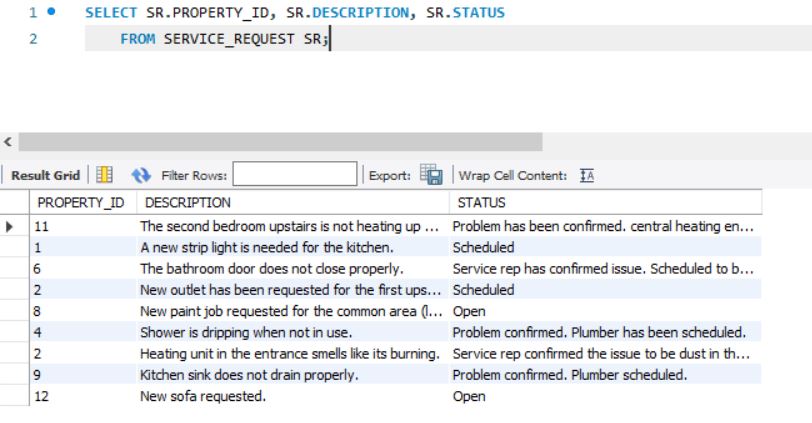 1 SELECT SR.PROPERTY_ID, SR.DESCRIPTION, SR.STATUS
2 FROM SERVICE_REQUEST SR;
Result Grid Filter Rows: Export: Wrap Cell Content: IA
PROPERTY_ID DESCRIPTION STATUS
11 The second bedroom upstairs is not heating up ... Problem has been confirmed. central heating en...
1 A new strip light is needed for the kitchen. Scheduled
6 The bathroom door does not close properly. Service rep has confirmed issue. Scheduled to b...
2 New outlet has been requested for the first ups... Scheduled
8 New paint job requested for the common area (l... Open
4 Shower is dripping when not in use. Problem confirmed. Plumber has been scheduled.
2 Heating unit in the entrance smells like its burning. Service rep confirmed the issue to be dust in th...
9 Kitchen sink does not drain properly. Problem confirmed. Plumber scheduled.
12 New sofa requested. Open